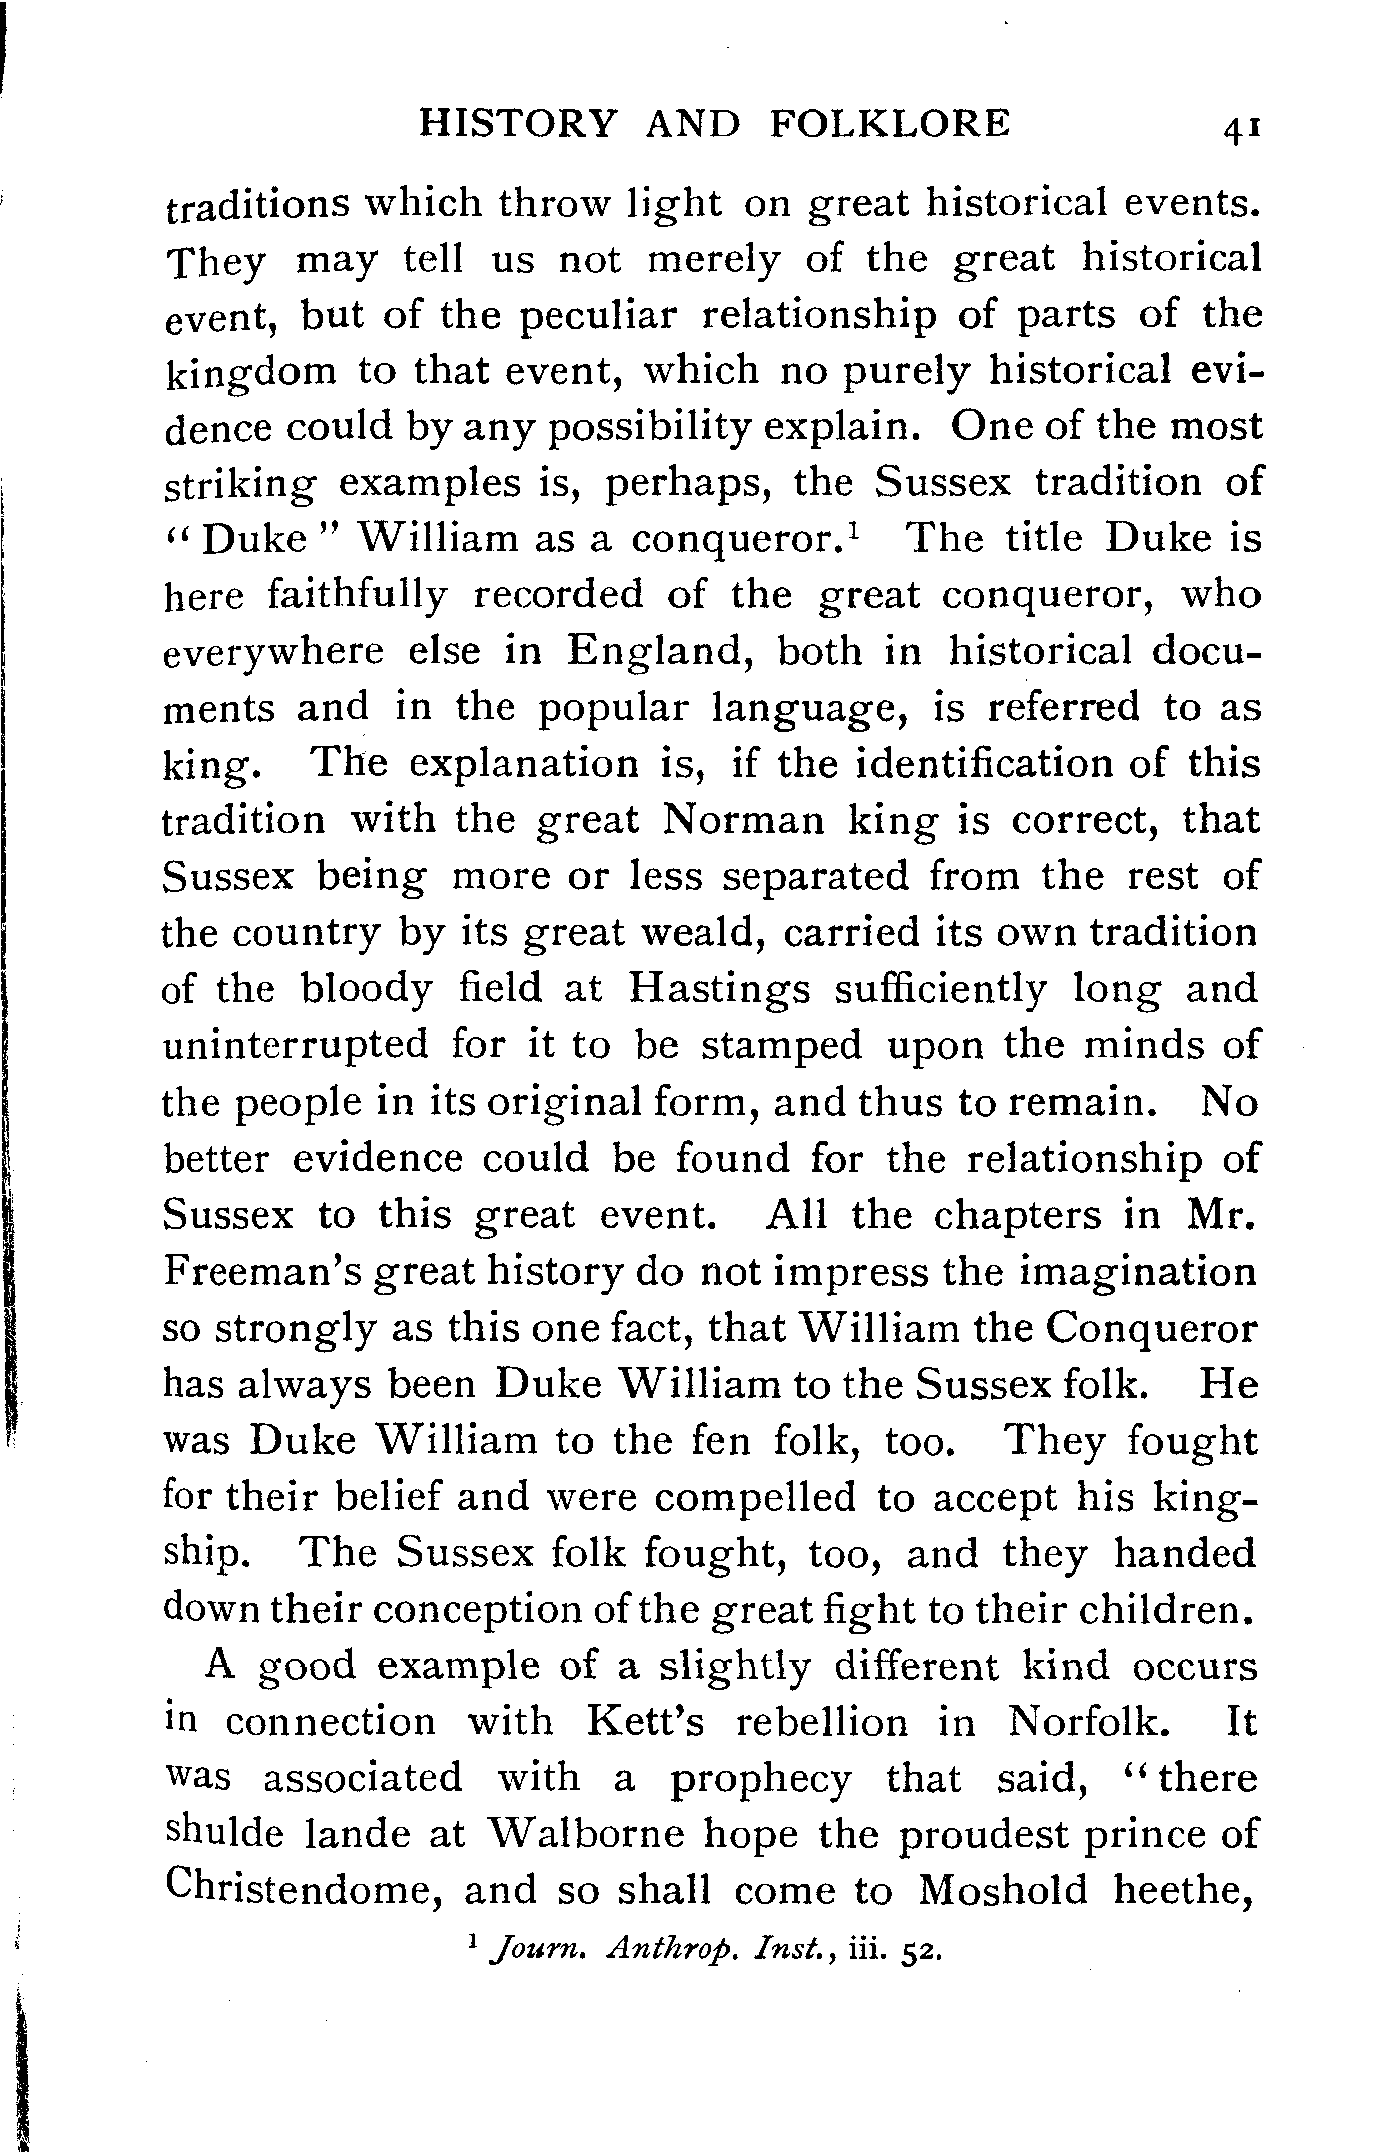 HISTORY AND FOLKLORE 41
traditions which throw light on great historical events.
They may tell us not merely of the great historical
event, but of the peculiar relationship of parts of the
kingdom to that event, which no purely historical evi-
dence could by any possibility explain. One of the most
striking examples is, perhaps, the Sussex tradition of
“ Duke ” William as a conqueror.¹ The title Duke is
here faithfully recorded of the great conqueror, who
everywhere else in England, both in historical docu-
ments and in the popular language, is referred to as
king. The explanation is, if the identification of this
tradition with the great Norman king is correct, that
Sussex being more or less separated from the rest of
the country by its great weald, carried its own tradition
of the bloody field at Hastings sufficiently long and
uninterrupted for it to be stamped upon the minds of
the people in its original form, and thus to remain. No
better evidence could be found for the relationship of
Sussex to this great event. All the chapters in Mr.
Freeman's great history do not impress the imagination
so strongly as this one fact, that William the Conqueror
has always been Duke William to the Sussex folk. He
was Duke William to the fen folk, too. They fought
for their belief and were compelled to accept his king-
ship. The Sussex folk fought, too, and they handed
down their conception of the great fight to their children.
A good example of a slightly different kind occurs
in connection with Kett's rebellion in Norfolk. It
was associated with a prophecy that said, “ there
shulde lande at Walborne hope the proudest prince of
Christendome, and so shall come to Moshold heethe,
¹ Journ. Anthrop. Inst., iii. 52.